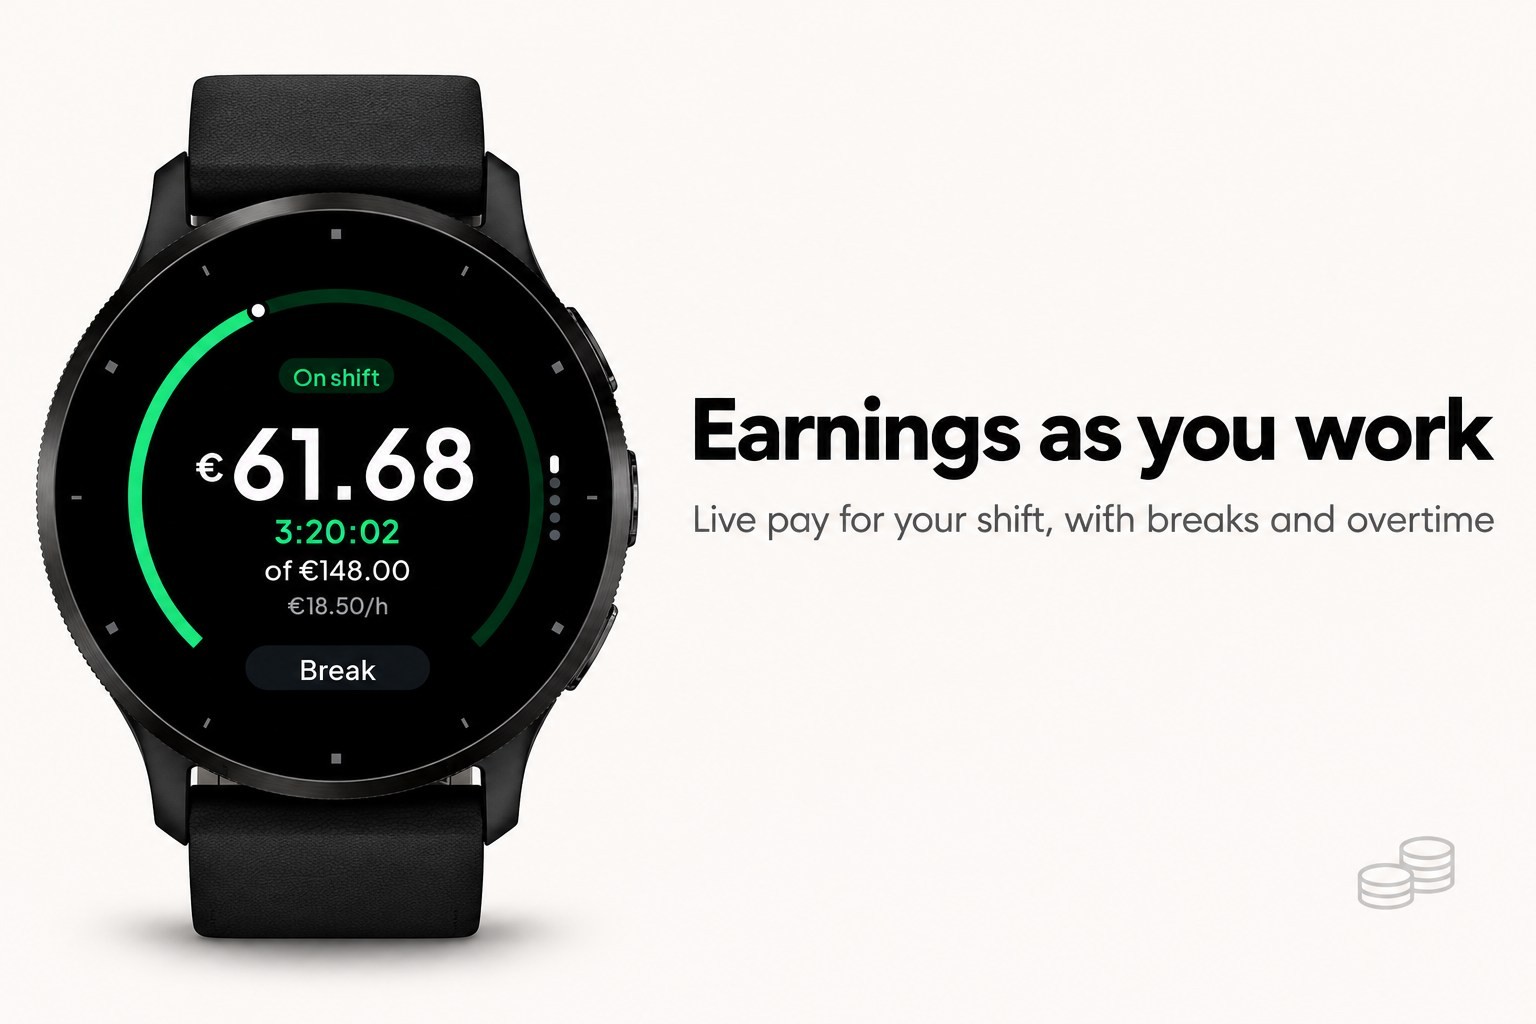 On shift
€61.68
3:20:02
of €148.00
€18.50/h
Break
Earnings as you work
Live pay for your shift, with breaks and overtime